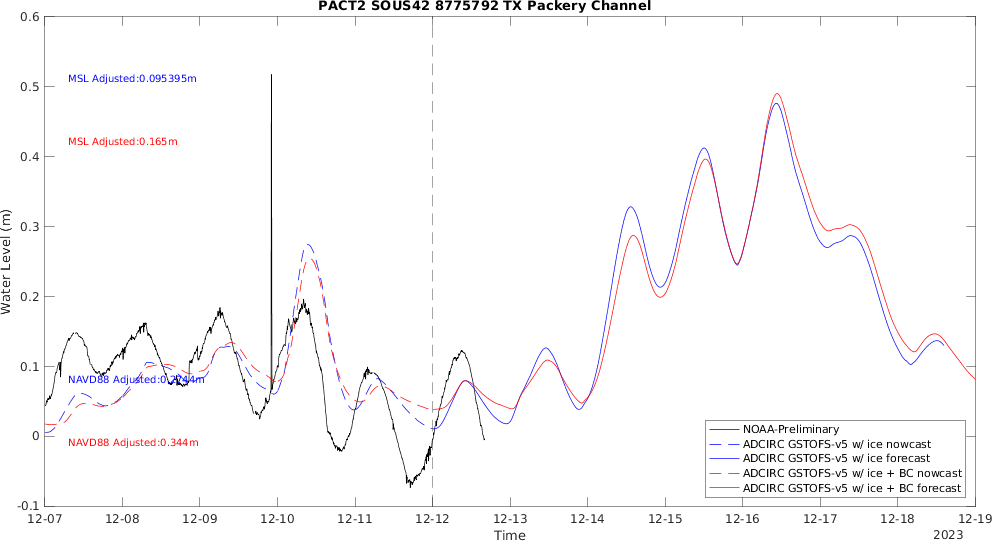 PACT2 SOUS42 8775792 TX Packery Channel
0.6
0.5
0.4
0.3
0.2
0.1
0
-0.1
Water Level (m)
MSL Adjusted:0.095395m
MSL Adjusted:0.165m
NAVD88 Adjusted:0.2744m
NAVD88 Adjusted:0.344m
NOAA-Preliminary
ADCIRC GSTOFS-v5 w/ ice nowcast
ADCIRC GSTOFS-v5 w/ ice forecast
ADCIRC GSTOFS-v5 w/ ice + BC nowcast
ADCIRC GSTOFS-v5 w/ ice + BC forecast
12-07 12-08 12-09 12-10 12-11 12-12 12-13 12-14 12-15 12-16 12-17 12-18 12-19
Time
2023